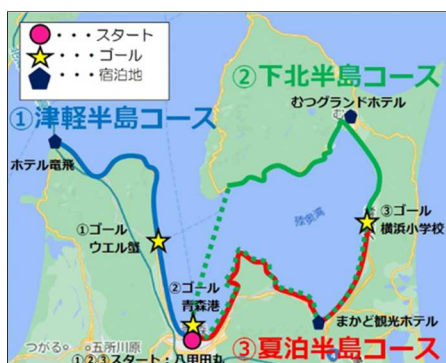 ・・・スタート
・・・ゴール
・・・宿泊地
②下北半島コース
むつグランドホテル
む
①津軽半島コース
ホテル竜飛
陸奥湾
③ゴール
横浜小学校
①ゴール
ウエル蟹
②ゴール
青森港
まかど観光ホテル
つがる
五所川原
①②③スタート：八甲田丸
③夏泊半島コース